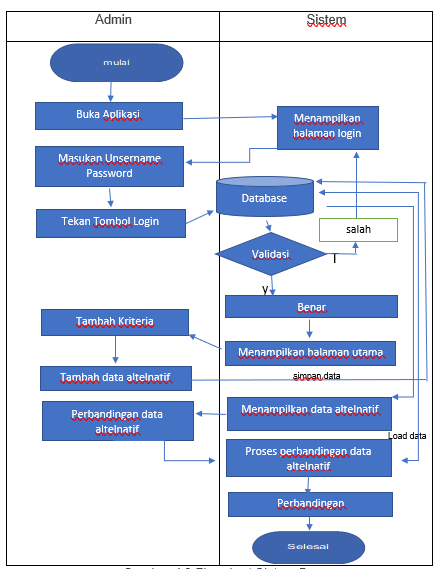 Admin
Sistem
mulai
Buka Aplikasi
Menampilkan
halaman login
Masukan Unsername
Password
Database
Tekan Tombol Login
salah
Validasi
T
y
Benar
Tambah Kriteria
Menampilkan halaman utama
Tambah data altelnatif
simpan data
Perbandingan data
altelnatif
Menampilkan data altelnatif
Load data
Proses perbandingan data
altelnatif
Perbandingan
Selesai